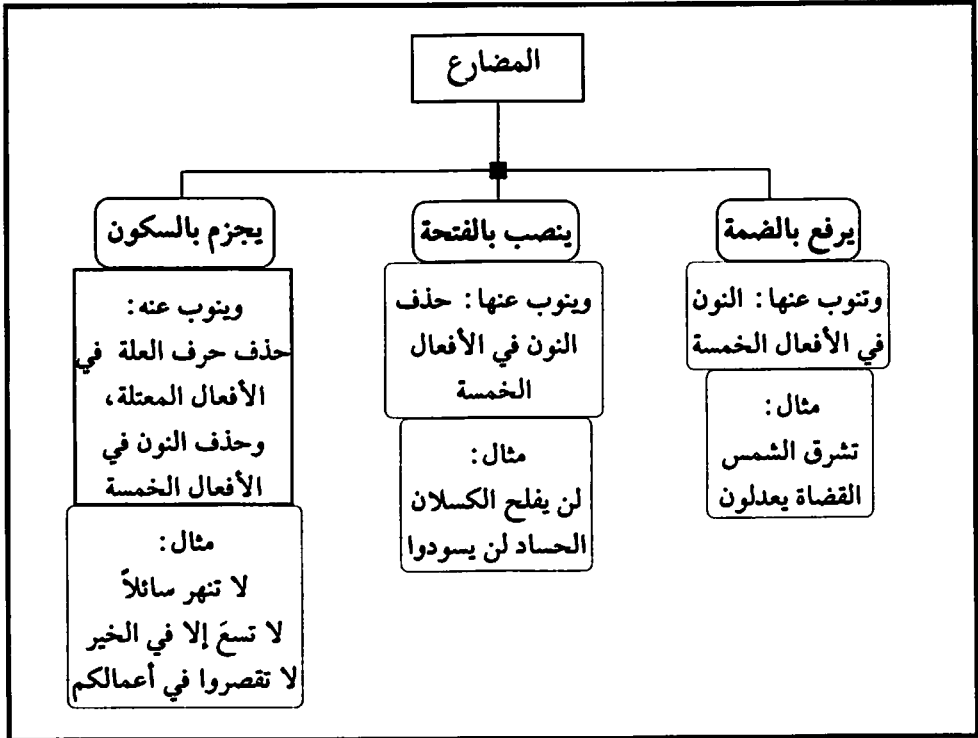 المضارع
يرفع بالضمة
وتنوب عنها: النون
في الأفعال الخمسة
مثال:
تشرق الشمس
القضاة يعدلون
ينصب بالفتحة
وينوب عنها: حذف
النون في الأفعال
الخمسة
مثال:
لن يفلح الكسلان
الحساد لن يسودوا
يجزم بالسكون
وينوب عنه:
حذف حرف العلة في
الأفعال المعتلة،
وحذف النون في
الأفعال الخمسة
مثال:
لا تنهر سائلاً
لا تسعَ إلا في الخير
لا تقصروا في أعمالكم